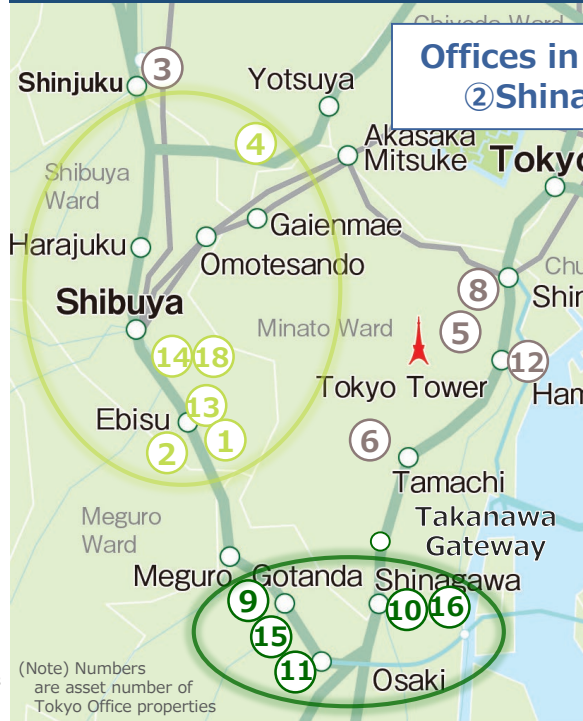 Chiyoda Ward
Offices in
②Shina
Shinjuku
③
Yotsuya
④
Akasaka
Mitsuke
Tokyo
Shibuya
Ward
Gaienmae
Harajuku
Omotesando
Chu
⑧
Shin
Shibuya
Minato Ward
⑤
⑭⑱
Tokyo Tower
⑫
Ham
⑬
Ebisu
①
②
⑥
Tamachi
Meguro
Ward
Takanawa
Gateway
Meguro
Gotanda
Shinagawa
⑨
⑩
⑯
⑮
⑪
Osaki
(Note) Numbers
are asset number of
Tokyo Office properties